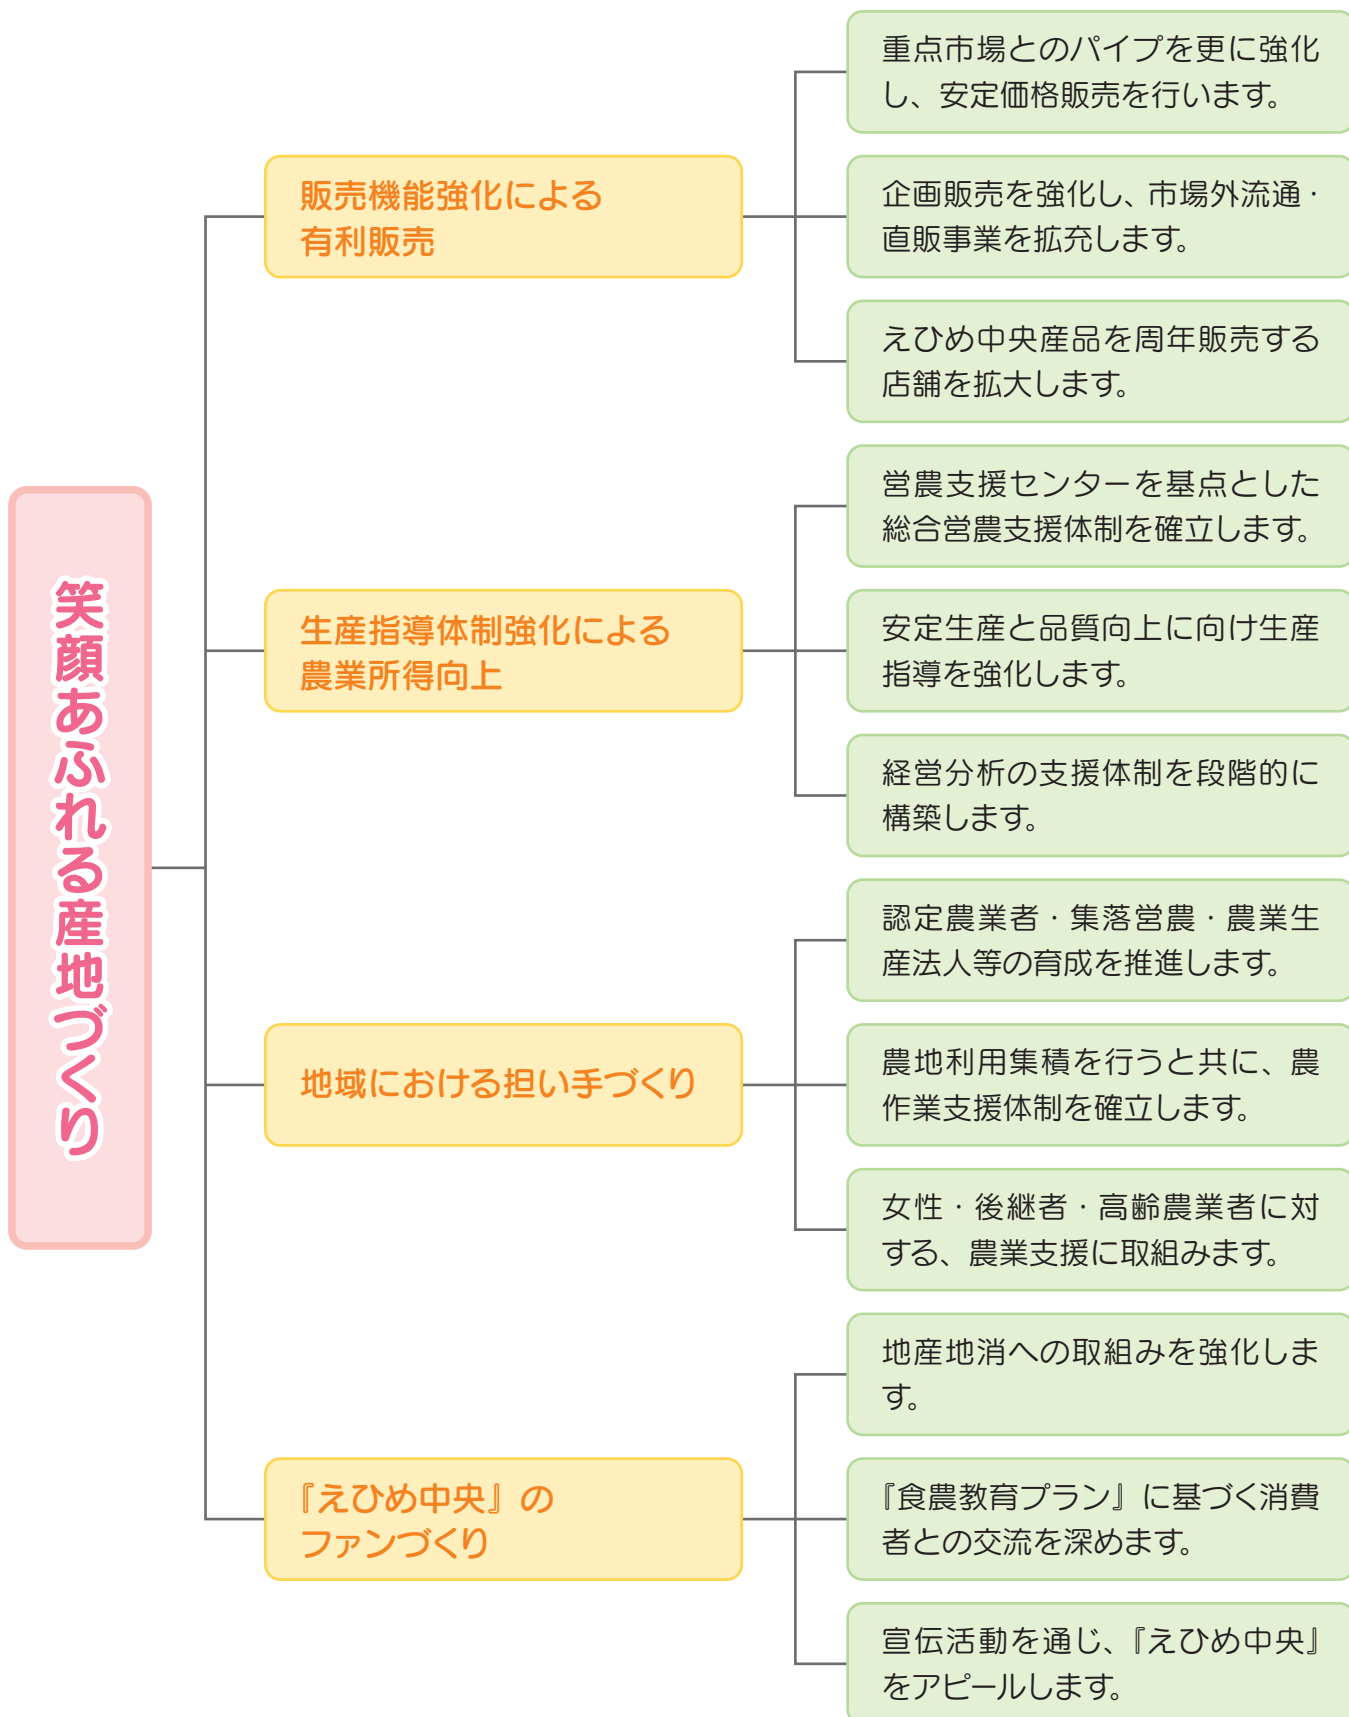 笑顔あふれる産地づくり
販売機能強化による
有利販売
重点市場とのパイプを更に強化
し、安定価格販売を行います。
企画販売を強化し、市場外流通・
直販事業を拡充します。
えひめ中央産品を周年販売する
店舗を拡大します。
生産指導体制強化による
農業所得向上
営農支援センターを基点とした
総合営農支援体制を確立します。
安定生産と品質向上に向け生産
指導を強化します。
経営分析の支援体制を段階的に
構築します。
地域における担い手づくり
認定農業者・集落営農・農業生
産法人等の育成を推進します。
農地利用集積を行うと共に、農
作業支援体制を確立します。
女性・後継者・高齢農業者に対
する、農業支援に取組みます。
『えひめ中央』の
ファンづくり
地産地消への取組みを強化しま
す。
『食農教育プラン』に基づく消費
者との交流を深めます。
宣伝活動を通じ、『えひめ中央』
をアピールします。